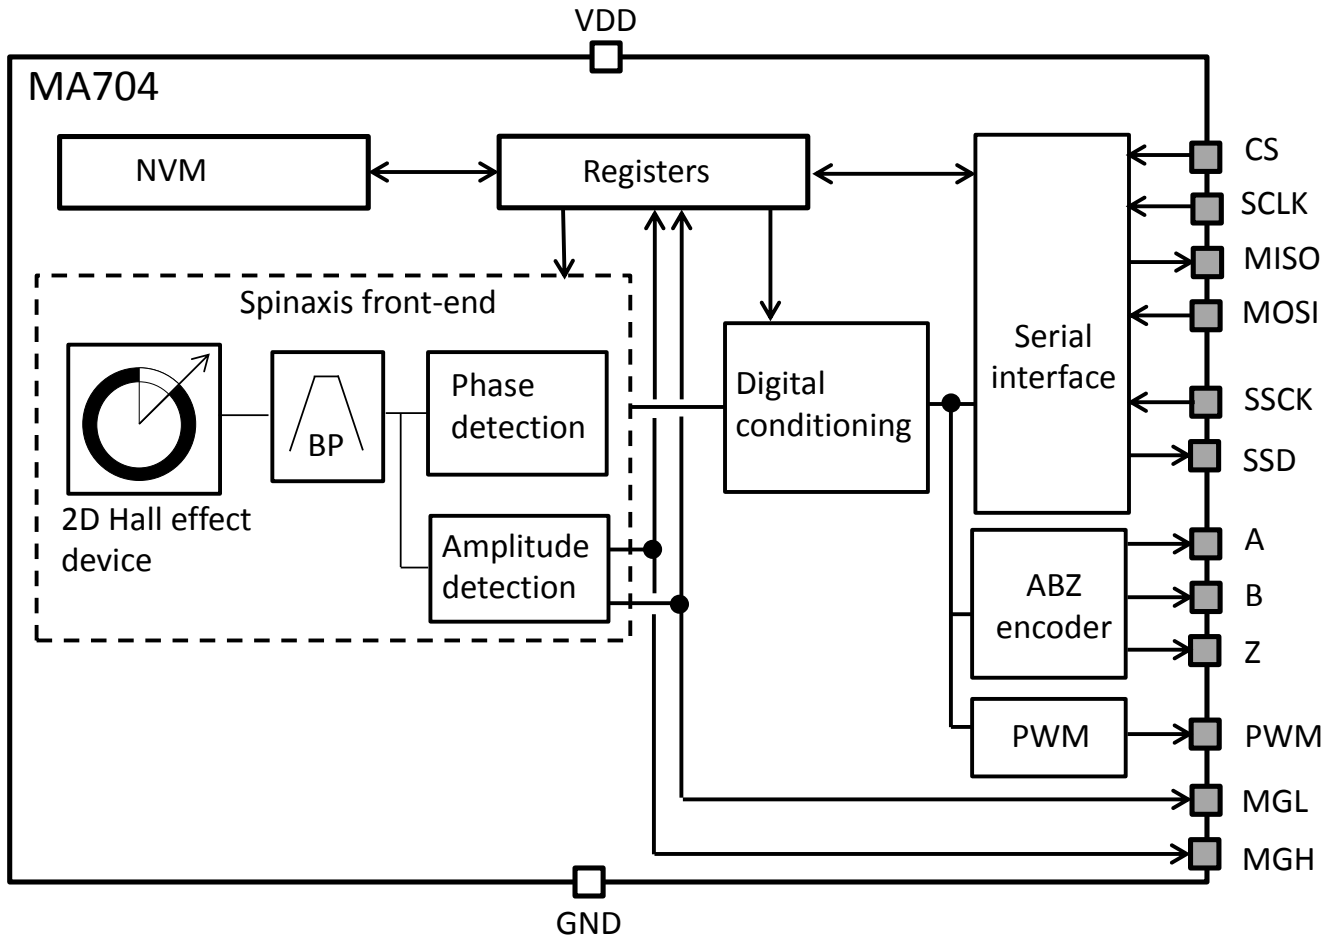 VDD
MA704
NVM
Registers
CS
SCLK
MISO
MOSI
SSCK
SSD
Serial
interface
Spinaxis front-end
Phase
detection
BP
2D Hall effect
device
Amplitude
detection
Digital
conditioning
ABZ
encoder
A
B
Z
PWM
PWM
MGL
MGH
GND